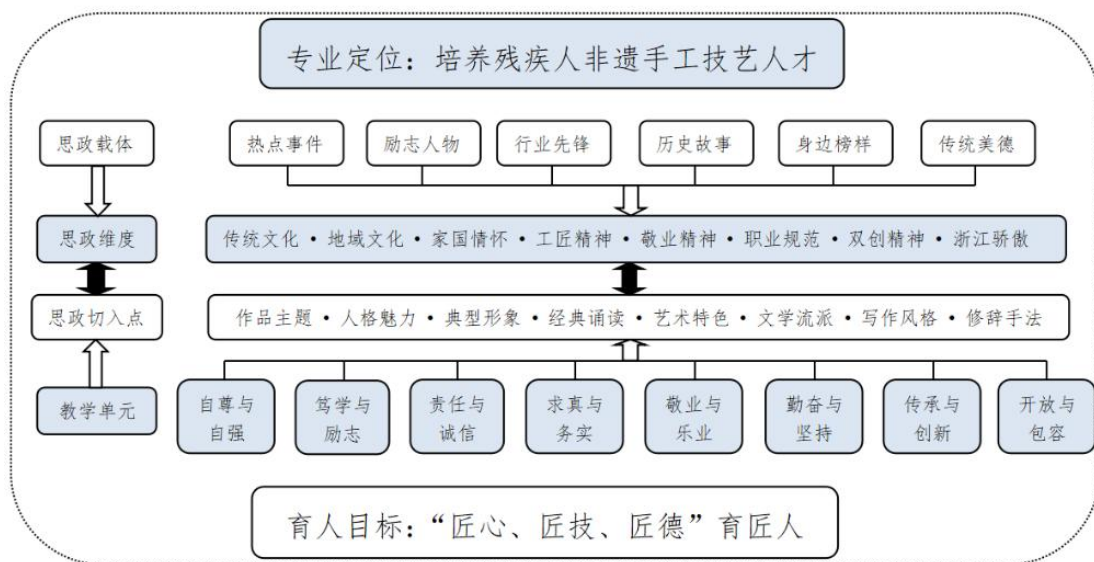 专业定位：培养残疾人非遗手工技艺人才
思政载体
热点事件
励志人物
行业先锋
历史故事
身边榜样
传统美德
思政维度
传统文化·地域文化·家国情怀·工匠精神·敬业精神·职业规范·双创精神·浙江骄傲
思政切入点
作品主题·人格魅力·典型形象·经典诵读·艺术特色·文学流派·写作风格·修辞手法
教学单元
自尊与
自强
笃学与
励志
责任与
诚信
求真与
务实
敬业与
乐业
勤奋与
坚持
传承与
创新
开放与
包容
育人目标：“匠心、匠技、匠德”育匠人